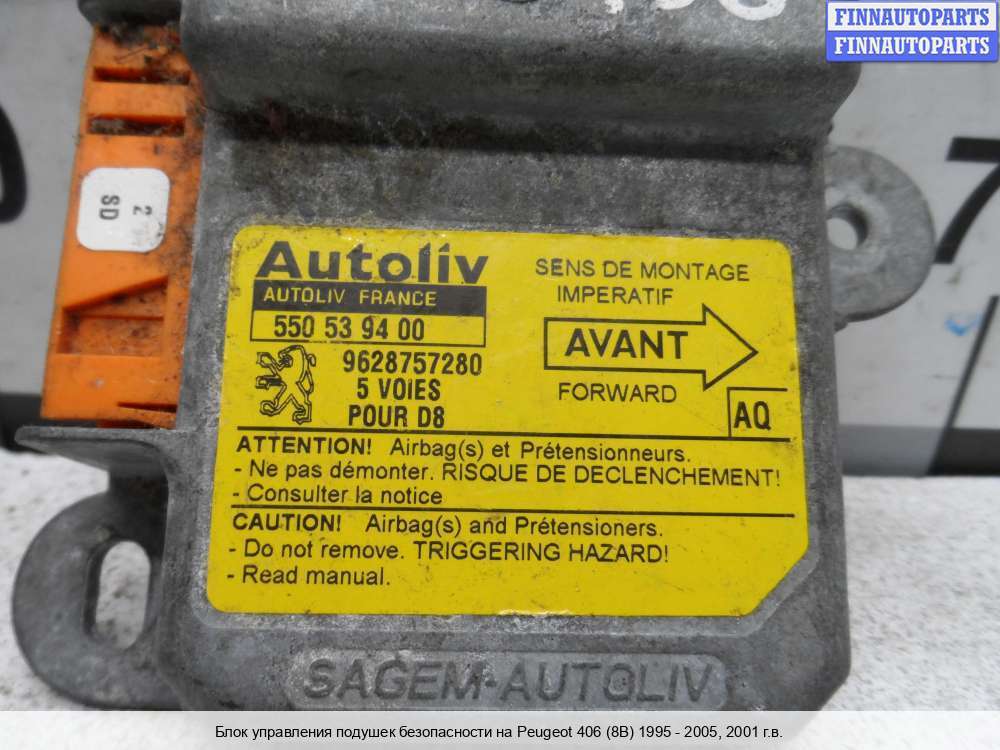 FINNAUTOPARTS
FINNAUTOPARTS
2
SD
7
Autoliv
AUTOLIV FRANCE
550 53 94 00
9628757280
5 VOIES
POUR D8
SENS DE MONTAGE
IMPERATIF
AVANT
FORWARD
AQ
ATTENTION! Airbag(s) et Prétensionneurs.
- Ne pas démonter. RISQUE DE DECLENCHEMENT!
- Consulter la notice
CAUTION! Airbag(s) and Prétensioners.
- Do not remove. TRIGGERING HAZARD!
- Read manual.
SAGEM-AUTOLIV
Блок управления подушек безопасности на Peugeot 406 (8B) 1995 - 2005, 2001 г.в.